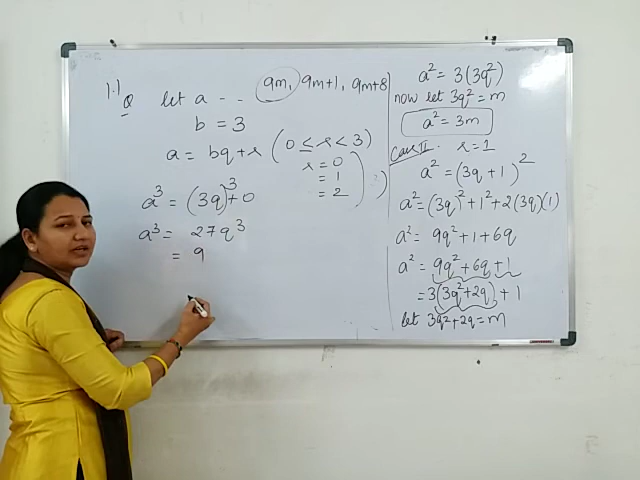 1.1 Q let a - - 9m, 9m+1, 9m+8
b = 3
a = bq+r (0 ≤ r < 3)
r = 0
= 1
= 2
a³ = (3q)³+0
a³ = 27q³
= 9
a² = 3(3q²)
now let 3q² = m
a² = 3m
Case II. r = 1
a² = (3q+1)²
a² = (3q)²+1²+2(3q)(1)
a² = 9q²+1+6q
a² = 9q²+6q+1
= 3(3q²+2q)+1
let 3q²+2q = m